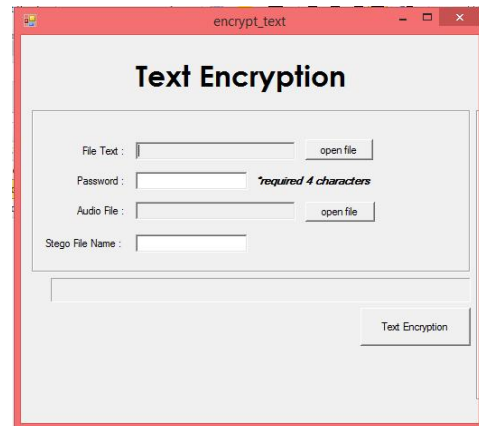 encrypt_text
Text Encryption
File Text :
open file
Password :
*required 4 characters
Audio File :
open file
Stego File Name :
Text Encryption